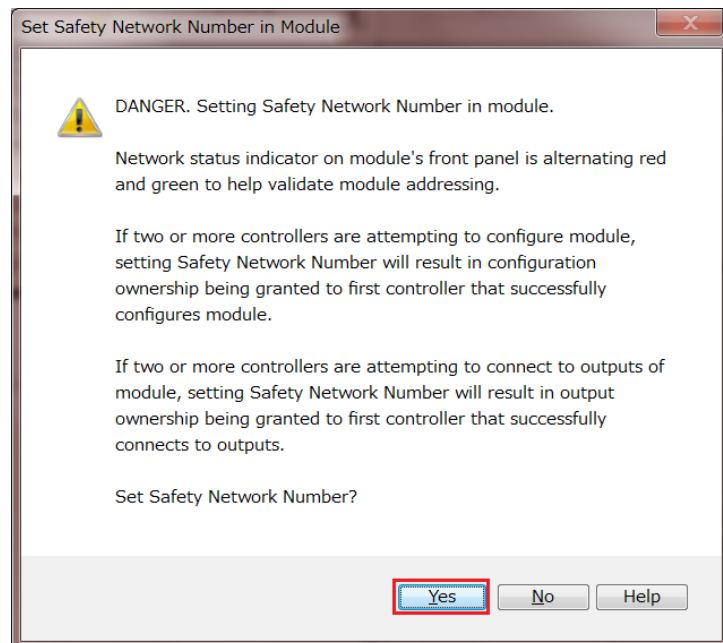 Set Safety Network Number in Module
DANGER. Setting Safety Network Number in module.
Network status indicator on module's front panel is alternating red
and green to help validate module addressing.
If two or more controllers are attempting to configure module,
setting Safety Network Number will result in configuration
ownership being granted to first controller that successfully
configures module.
If two or more controllers are attempting to connect to outputs of
module, setting Safety Network Number will result in output
ownership being granted to first controller that successfully
connects to outputs.
Set Safety Network Number?
Yes No Help